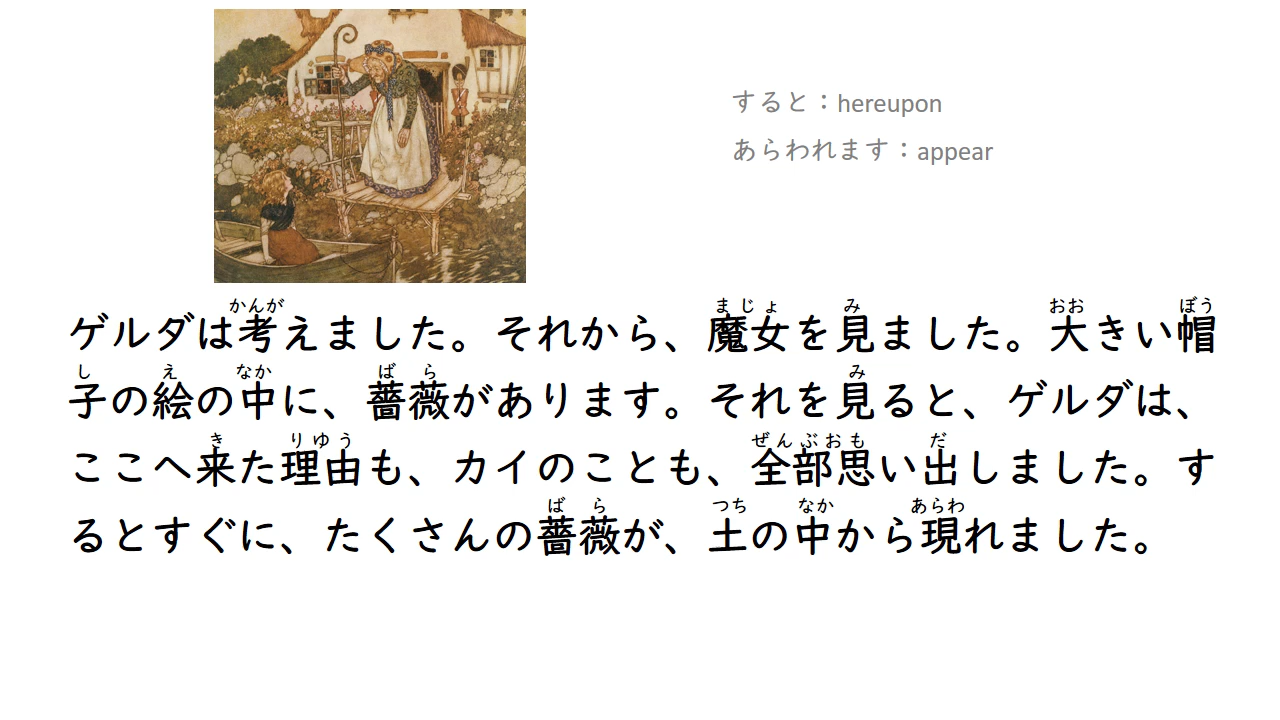 すると：hereupon
あらわれます：appear
ゲルダは考えました。それから、魔女を見ました。大きい帽
子の絵の中に、薔薇があります。それを見ると、ゲルダは、
ここへ来た理由も、カイのことも、全部思い出しました。す
るとすぐに、たくさんの薔薇が、土の中から現れました。